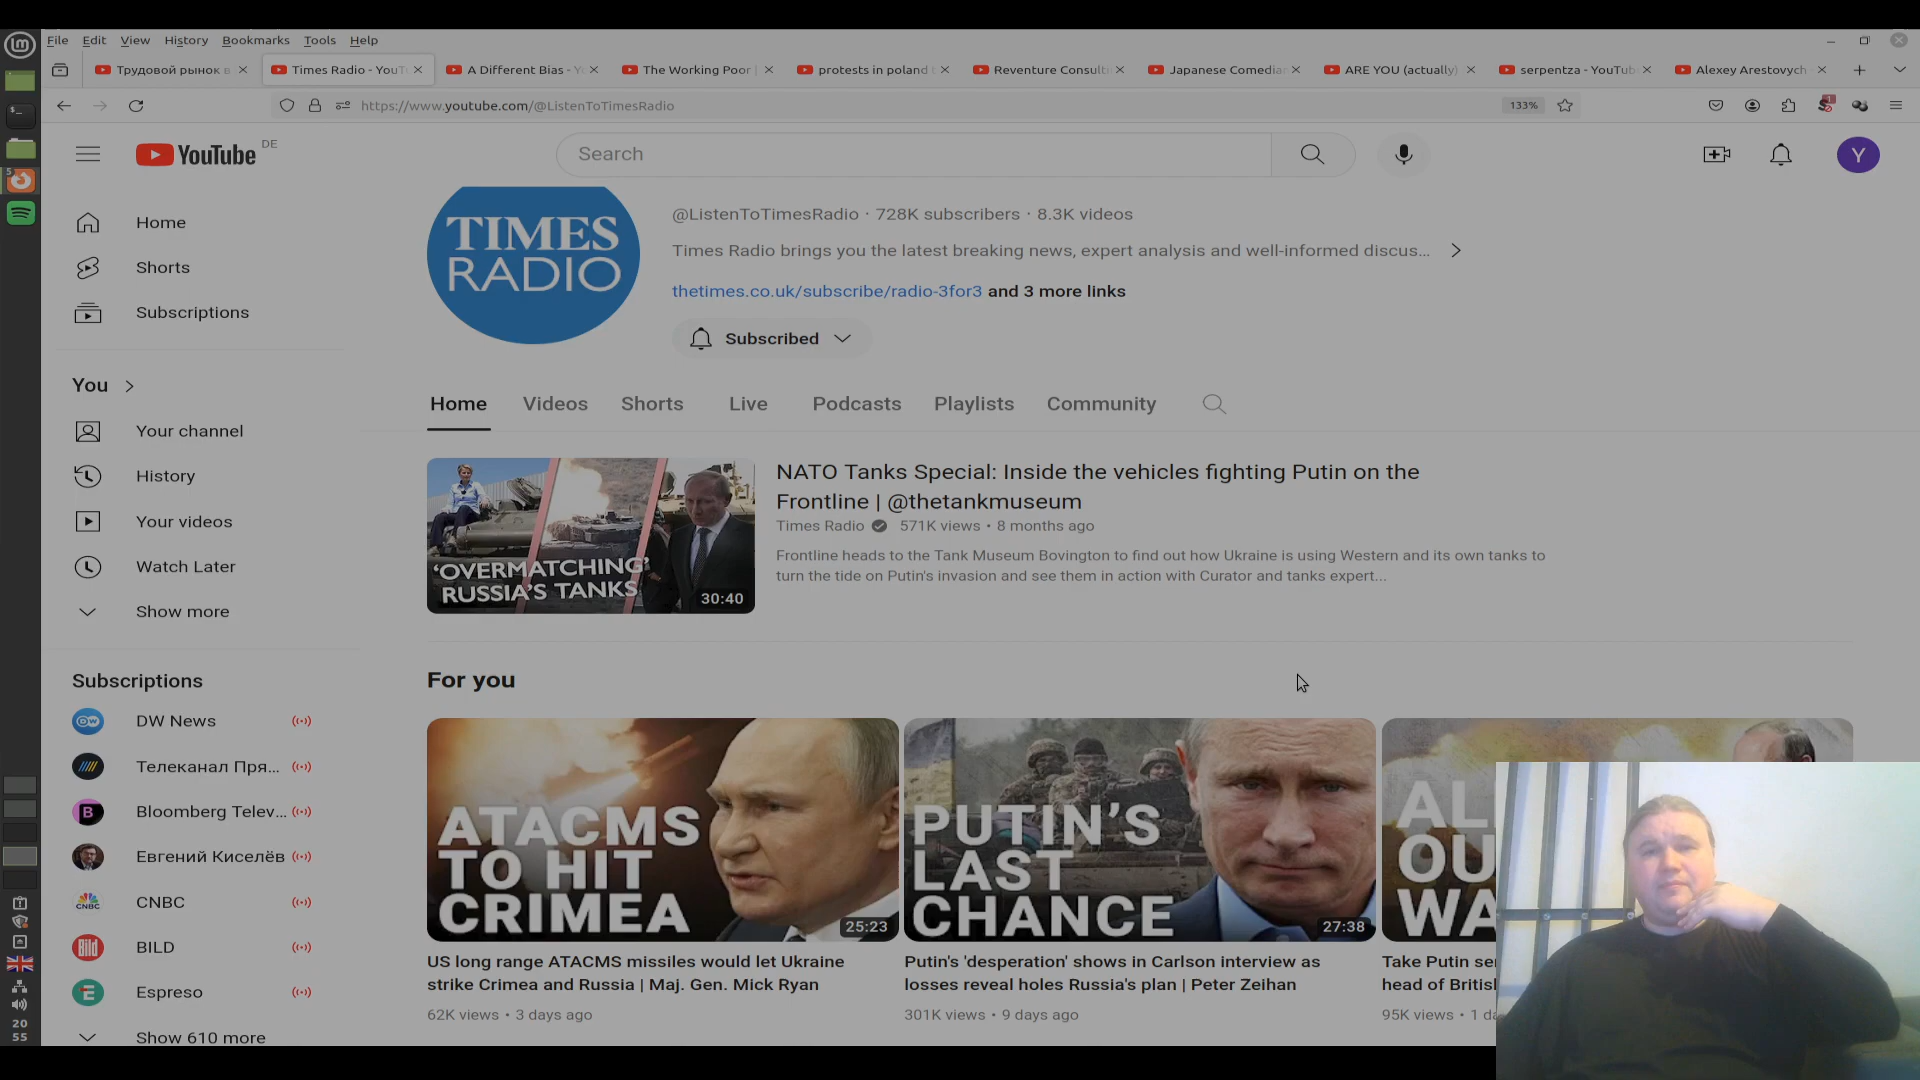 File Edit View History Bookmarks Tools Help
Трудовой рынок в
Times Radio - YouT
A Different Bias - Y
The Working Poor |
protests in poland
Reventure Consult
Japanese Comedia
ARE YOU (actually)
serpentza - YouTub
Alexey Arestovych
https://www.youtube.com/@ListenToTimesRadio
133%
1
YouTube DE
Search
Y
Home
Shorts
Subscriptions
You
Your channel
History
Your videos
Watch Later
Show more
Subscriptions
DW News
Телеканал Пря...
B
Bloomberg Telev...
Евгений Киселёв
CNBC
CNBC
Bild
BILD
E
Espreso
Show 610 more
5
20
55
TIMES
RADIO
@ListenToTimesRadio · 728K subscribers · 8.3K videos
Times Radio brings you the latest breaking news, expert analysis and well-informed discus...
thetimes.co.uk/subscribe/radio-3for3 and 3 more links
Subscribed
Home Videos Shorts Live Podcasts Playlists Community
'OVERMATCHING'
RUSSIA'S TANKS
30:40
NATO Tanks Special: Inside the vehicles fighting Putin on the
Frontline | @thetankmuseum
Times Radio 571K views • 8 months ago
Frontline heads to the Tank Museum Bovington to find out how Ukraine is using Western and its own tanks to
turn the tide on Putin's invasion and see them in action with Curator and tanks expert...
For you
ATACMS
TO HIT
CRIMEA
25:23
US long range ATACMS missiles would let Ukraine
strike Crimea and Russia | Maj. Gen. Mick Ryan
62K views • 3 days ago
PUTIN'S
LAST
CHANCE
27:38
Putin's 'desperation' shows in Carlson interview as
losses reveal holes Russia's plan | Peter Zeihan
301K views • 9 days ago
AL
OU
WA
Take Putin se
head of Britis
95K views • 1 da